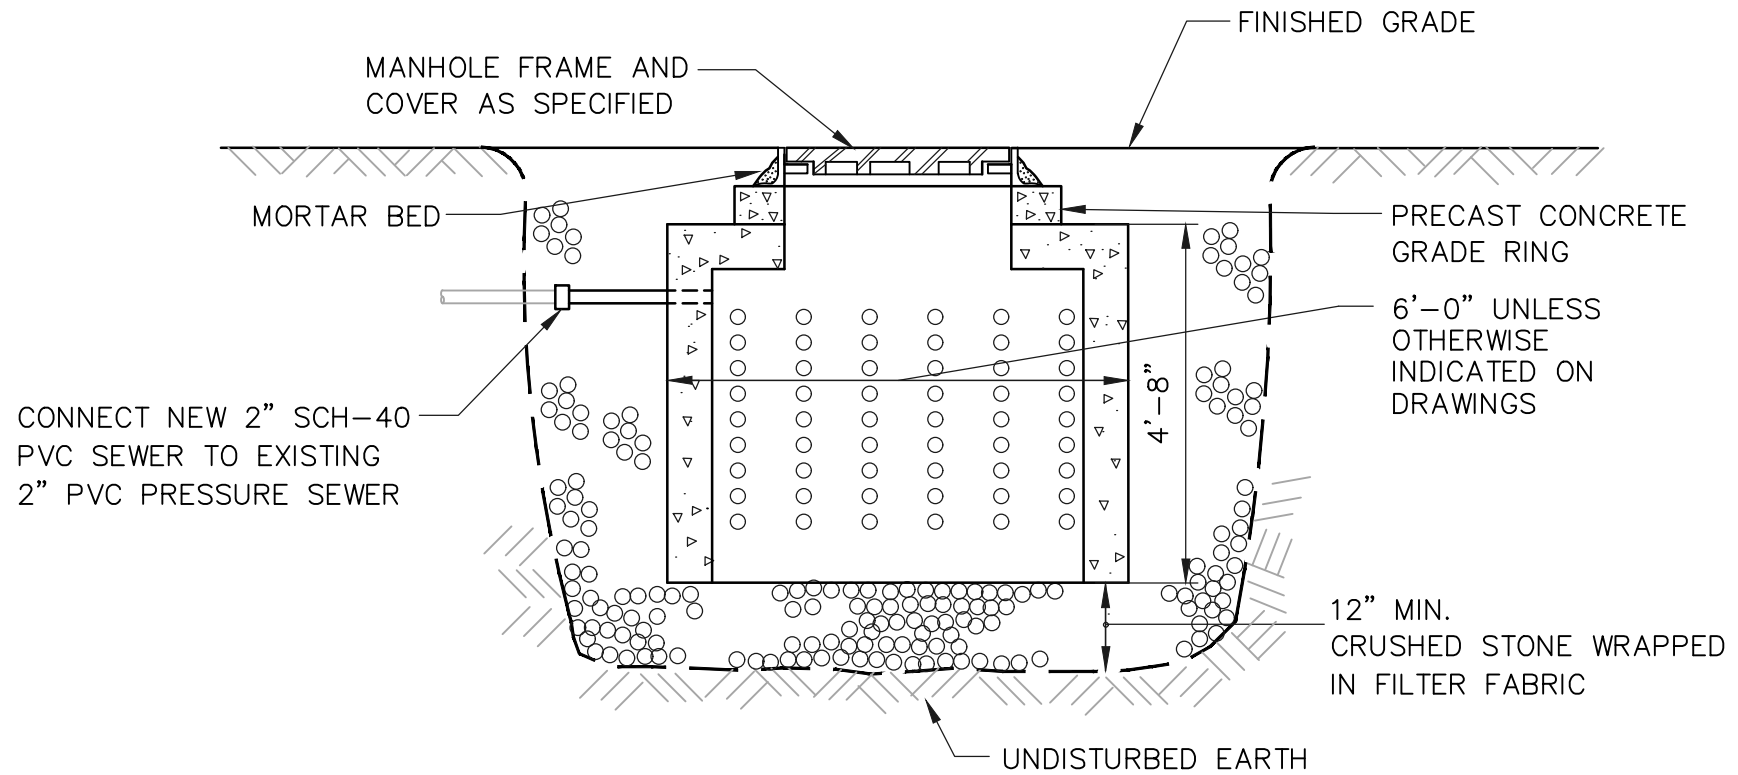 FINISHED GRADE
MANHOLE FRAME AND
COVER AS SPECIFIED
MORTAR BED
PRECAST CONCRETE
GRADE RING
6'-0" UNLESS
OTHERWISE
INDICATED ON
DRAWINGS
4'-8"
CONNECT NEW 2" SCH-40
PVC SEWER TO EXISTING
2" PVC PRESSURE SEWER
12" MIN.
CRUSHED STONE WRAPPED
IN FILTER FABRIC
UNDISTURBED EARTH